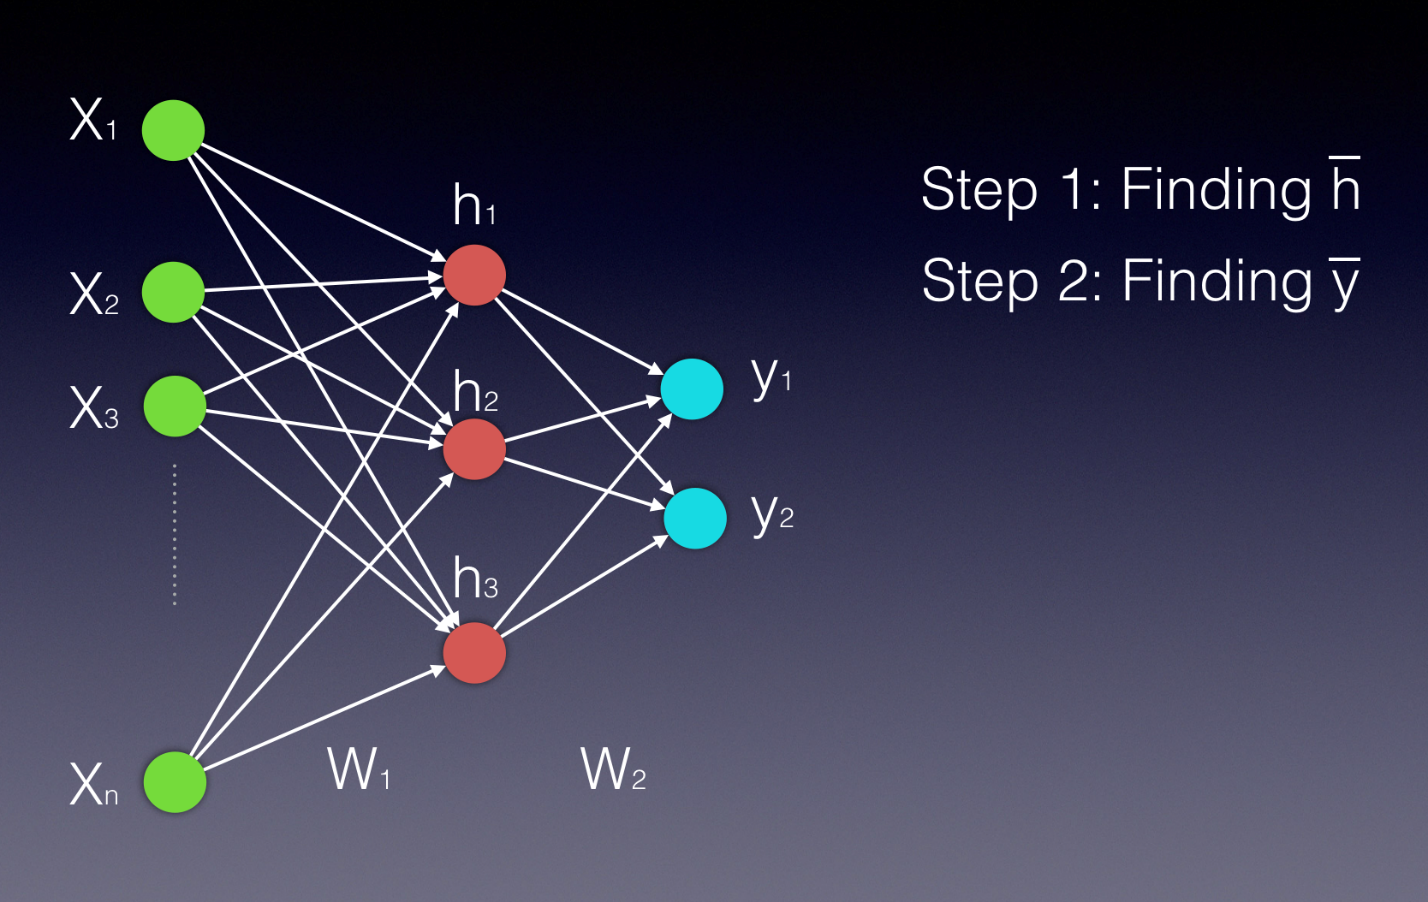 X₁
h₁
Step 1: Finding h̅
X₂
Step 2: Finding y̅
X₃
h₂
y₁
y₂
h₃
Xₙ
W₁
W₂